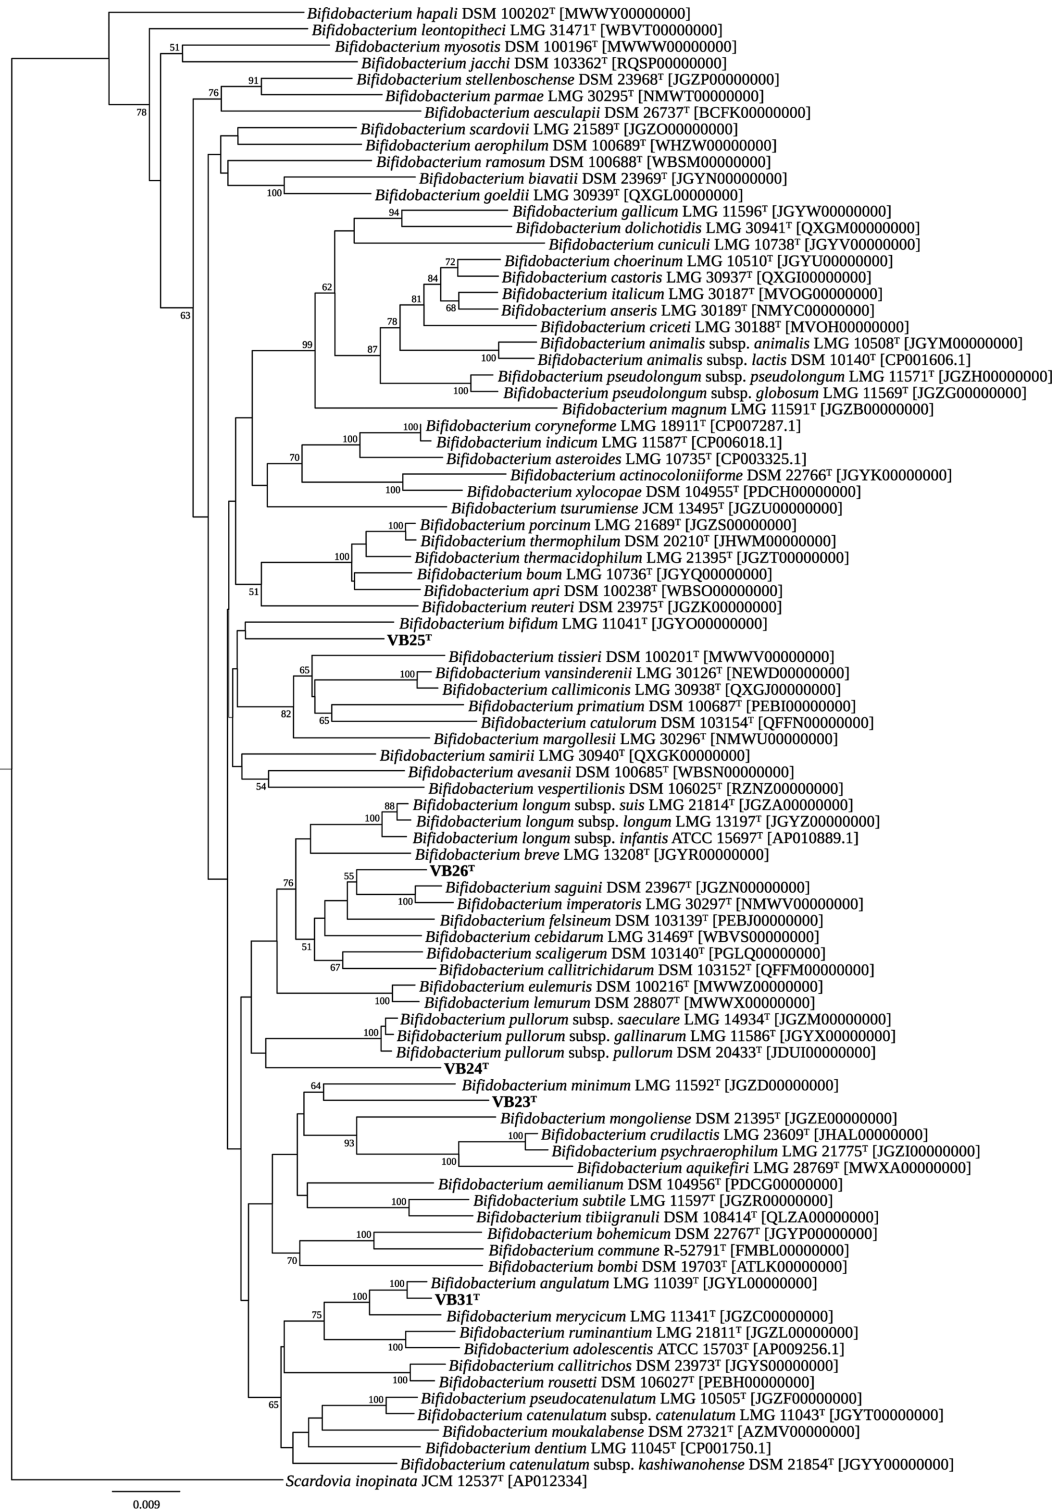 Bifidobacterium hapali DSM 100202ᵀ [MWWY00000000]
Bifidobacterium leontopitheci LMG 31471ᵀ [WBVT00000000]
51 Bifidobacterium myosotis DSM 100196ᵀ [MWWW00000000]
Bifidobacterium jacchi DSM 103362ᵀ [RQSP00000000]
91 Bifidobacterium stellenboschense DSM 23968ᵀ [JGZP00000000]
76 Bifidobacterium parmae LMG 30295ᵀ [NMWT00000000]
78 Bifidobacterium aesculapii DSM 26737ᵀ [BCFK00000000]
Bifidobacterium scardovii LMG 21589ᵀ [JGZO00000000]
Bifidobacterium aerophilum DSM 100689ᵀ [WHZW00000000]
Bifidobacterium ramosum DSM 100688ᵀ [WBSM00000000]
Bifidobacterium biavatii DSM 23969ᵀ [JGYN00000000]
100 Bifidobacterium goeldii LMG 30939ᵀ [QXGL00000000]
94 Bifidobacterium gallicum LMG 11596ᵀ [JGYW00000000]
Bifidobacterium dolichotidis LMG 30941ᵀ [QXGM00000000]
Bifidobacterium cuniculi LMG 10738ᵀ [JGYV00000000]
72 Bifidobacterium choerinum LMG 10510ᵀ [JGYU00000000]
84 Bifidobacterium castoris LMG 30937ᵀ [QXGI00000000]
62 81 Bifidobacterium italicum LMG 30187ᵀ [MVOG00000000]
68 Bifidobacterium anseris LMG 30189ᵀ [NMYC00000000]
63 78 Bifidobacterium criceti LMG 30188ᵀ [MVOH00000000]
99 87 Bifidobacterium animalis subsp. animalis LMG 10508ᵀ [JGYM00000000]
100 Bifidobacterium animalis subsp. lactis DSM 10140ᵀ [CP001606.1]
Bifidobacterium pseudolongum subsp. pseudolongum LMG 11571ᵀ [JGZH00000000]
100 Bifidobacterium pseudolongum subsp. globosum LMG 11569ᵀ [JGZG00000000]
Bifidobacterium magnum LMG 11591ᵀ [JGZB00000000]
100 Bifidobacterium coryneforme LMG 18911ᵀ [CP007287.1]
100 Bifidobacterium indicum LMG 11587ᵀ [CP006018.1]
70 Bifidobacterium asteroides LMG 10735ᵀ [CP003325.1]
Bifidobacterium actinocoloniiforme DSM 22766ᵀ [JGYK00000000]
100 Bifidobacterium xylocopae DSM 104955ᵀ [PDCH00000000]
Bifidobacterium tsurumiense JCM 13495ᵀ [JGZU00000000]
100 Bifidobacterium porcinum LMG 21689ᵀ [JGZS00000000]
Bifidobacterium thermophilum DSM 20210ᵀ [JHWM00000000]
100 Bifidobacterium thermacidophilum LMG 21395ᵀ [JGZT00000000]
Bifidobacterium boum LMG 10736ᵀ [JGYQ00000000]
51 Bifidobacterium apri DSM 100238ᵀ [WBSO00000000]
Bifidobacterium reuteri DSM 23975ᵀ [JGZK00000000]
Bifidobacterium bifidum LMG 11041ᵀ [JGYO00000000]
VB25ᵀ
Bifidobacterium tissieri DSM 100201ᵀ [MWWV00000000]
65 100 Bifidobacterium vansinderenii LMG 30126ᵀ [NEWD00000000]
Bifidobacterium callimiconis LMG 30938ᵀ [QXGJ00000000]
82 Bifidobacterium primatium DSM 100687ᵀ [PEBI00000000]
65 Bifidobacterium catulorum DSM 103154ᵀ [QFFN00000000]
Bifidobacterium margollesii LMG 30296ᵀ [NMWU00000000]
Bifidobacterium samirii LMG 30940ᵀ [QXGK00000000]
Bifidobacterium avesanii DSM 100685ᵀ [WBSN00000000]
54 Bifidobacterium vespertilionis DSM 106025ᵀ [RZNZ00000000]
88 Bifidobacterium longum subsp. suis LMG 21814ᵀ [JGZA00000000]
100 Bifidobacterium longum subsp. longum LMG 13197ᵀ [JGYZ00000000]
Bifidobacterium longum subsp. infantis ATCC 15697ᵀ [AP010889.1]
Bifidobacterium breve LMG 13208ᵀ [JGYR00000000]
VB26ᵀ
76 55 Bifidobacterium saguini DSM 23967ᵀ [JGZN00000000]
100 Bifidobacterium imperatoris LMG 30297ᵀ [NMWV00000000]
Bifidobacterium felsineum DSM 103139ᵀ [PEBJ00000000]
51 Bifidobacterium cebidarum LMG 31469ᵀ [WBVS00000000]
Bifidobacterium scaligerum DSM 103140ᵀ [PGLQ00000000]
67 Bifidobacterium callitrichidarum DSM 103152ᵀ [QFFM00000000]
Bifidobacterium eulemuris DSM 100216ᵀ [MWWZ00000000]
100 Bifidobacterium lemurum DSM 28807ᵀ [MWWX00000000]
Bifidobacterium pullorum subsp. saeculare LMG 14934ᵀ [JGZM00000000]
100 Bifidobacterium pullorum subsp. gallinarum LMG 11586ᵀ [JGYX00000000]
Bifidobacterium pullorum subsp. pullorum DSM 20433ᵀ [JDUI00000000]
VB24ᵀ
64 Bifidobacterium minimum LMG 11592ᵀ [JGZD00000000]
VB23ᵀ
Bifidobacterium mongoliense DSM 21395ᵀ [JGZE00000000]
93 100 Bifidobacterium crudilactis LMG 23609ᵀ [JHAL00000000]
Bifidobacterium psychraerophilum LMG 21775ᵀ [JGZI00000000]
100 Bifidobacterium aquikefiri LMG 28769ᵀ [MWXA00000000]
Bifidobacterium aemilianum DSM 104956ᵀ [PDCG00000000]
100 Bifidobacterium subtile LMG 11597ᵀ [JGZR00000000]
Bifidobacterium tibiigranuli DSM 108414ᵀ [QLZA00000000]
100 Bifidobacterium bohemicum DSM 22767ᵀ [JGYP00000000]
Bifidobacterium commune R-52791ᵀ [FMBL00000000]
70 Bifidobacterium bombi DSM 19703ᵀ [ATLK00000000]
100 Bifidobacterium angulatum LMG 11039ᵀ [JGYL00000000]
100 VB31ᵀ
75 Bifidobacterium merycicum LMG 11341ᵀ [JGZC00000000]
Bifidobacterium ruminantium LMG 21811ᵀ [JGZL00000000]
100 Bifidobacterium adolescentis ATCC 15703ᵀ [AP009256.1]
Bifidobacterium callitrichos DSM 23973ᵀ [JGYS00000000]
100 Bifidobacterium rousetti DSM 106027ᵀ [PEBH00000000]
65 100 Bifidobacterium pseudocatenulatum LMG 10505ᵀ [JGZF00000000]
Bifidobacterium catenulatum subsp. catenulatum LMG 11043ᵀ [JGYT00000000]
Bifidobacterium moukalabense DSM 27321ᵀ [AZMV00000000]
Bifidobacterium dentium LMG 11045ᵀ [CP001750.1]
Bifidobacterium catenulatum subsp. kashiwanohense DSM 21854ᵀ [JGYY00000000]
Scardovia inopinata JCM 12537ᵀ [AP012334]
0.009